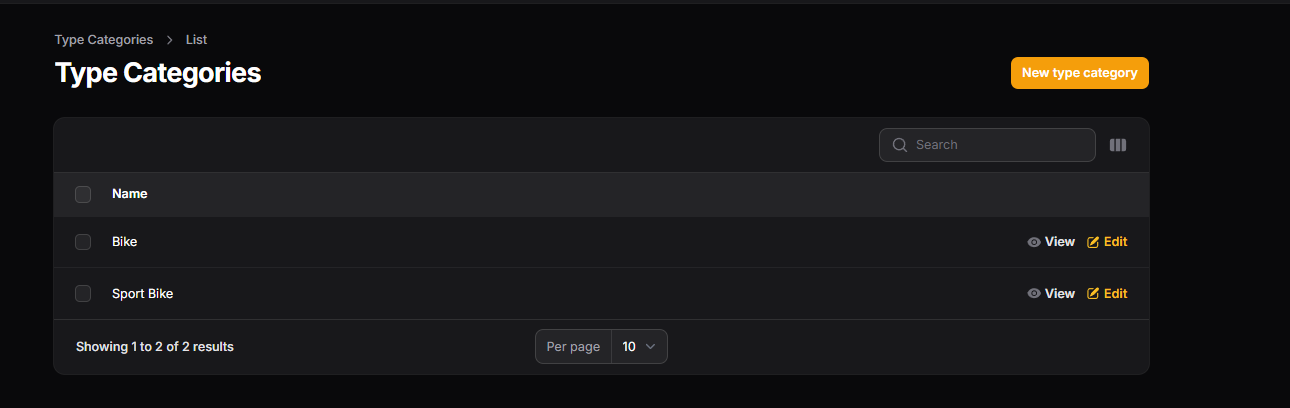 Type Categories > List
Type Categories
New type category
Search
Name
Bike View Edit
Sport Bike View Edit
Showing 1 to 2 of 2 results Per page 10